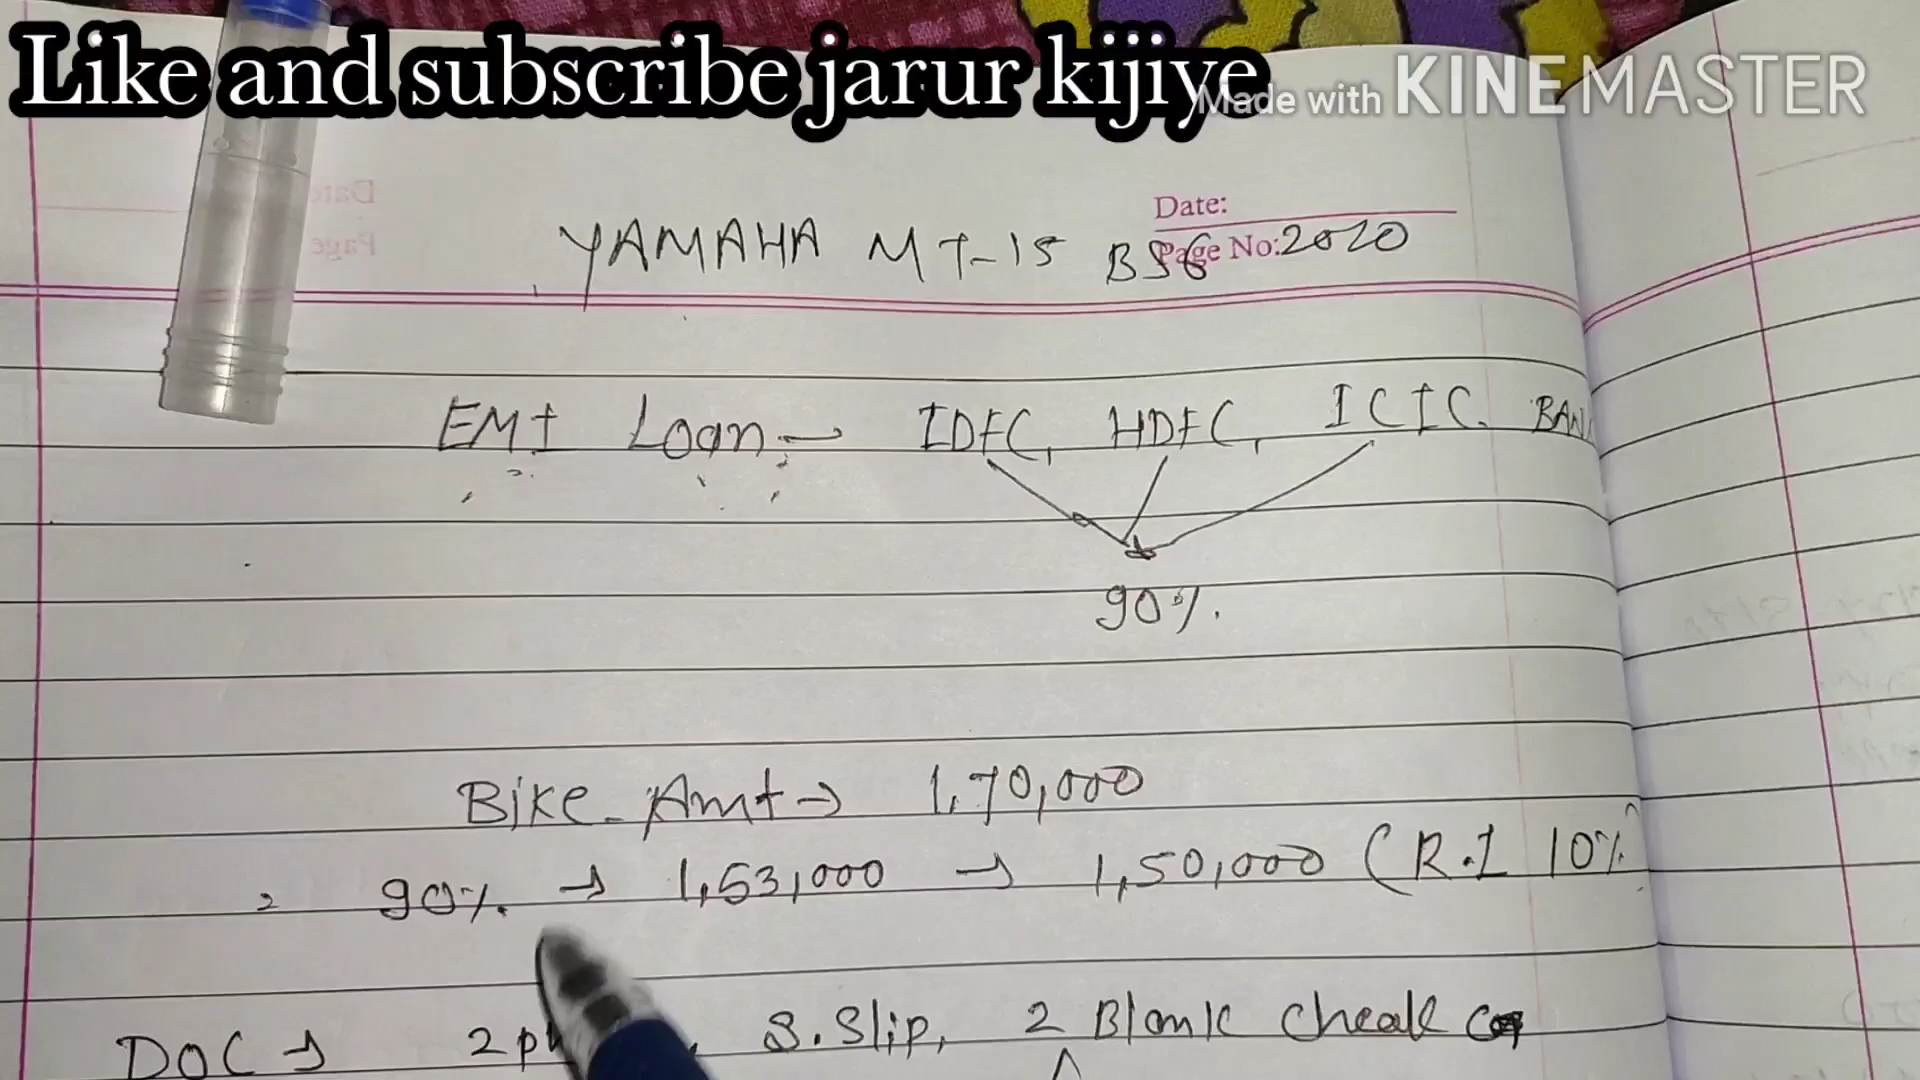 Like and subscribe jarur kijiye
Made with KINEMASTER
Date:
Page No:
YAMAHA MT-15 BS6 2020
EMI Loan → IDFC, HDFC, ICIC. BAN
90%.
Bike Amt → 1,70,000
= 90%. → 1,53,000 → 1,50,000 (R.I 10%
DOC → 2 S.Slip, 2 Blank Cheak